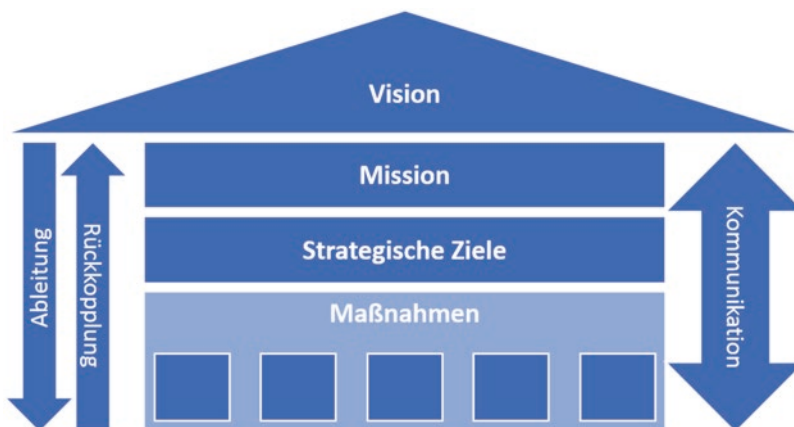 Vision
Mission
Strategische Ziele
Maßnahmen
Ableitung
Rückkopplung
Kommunikation